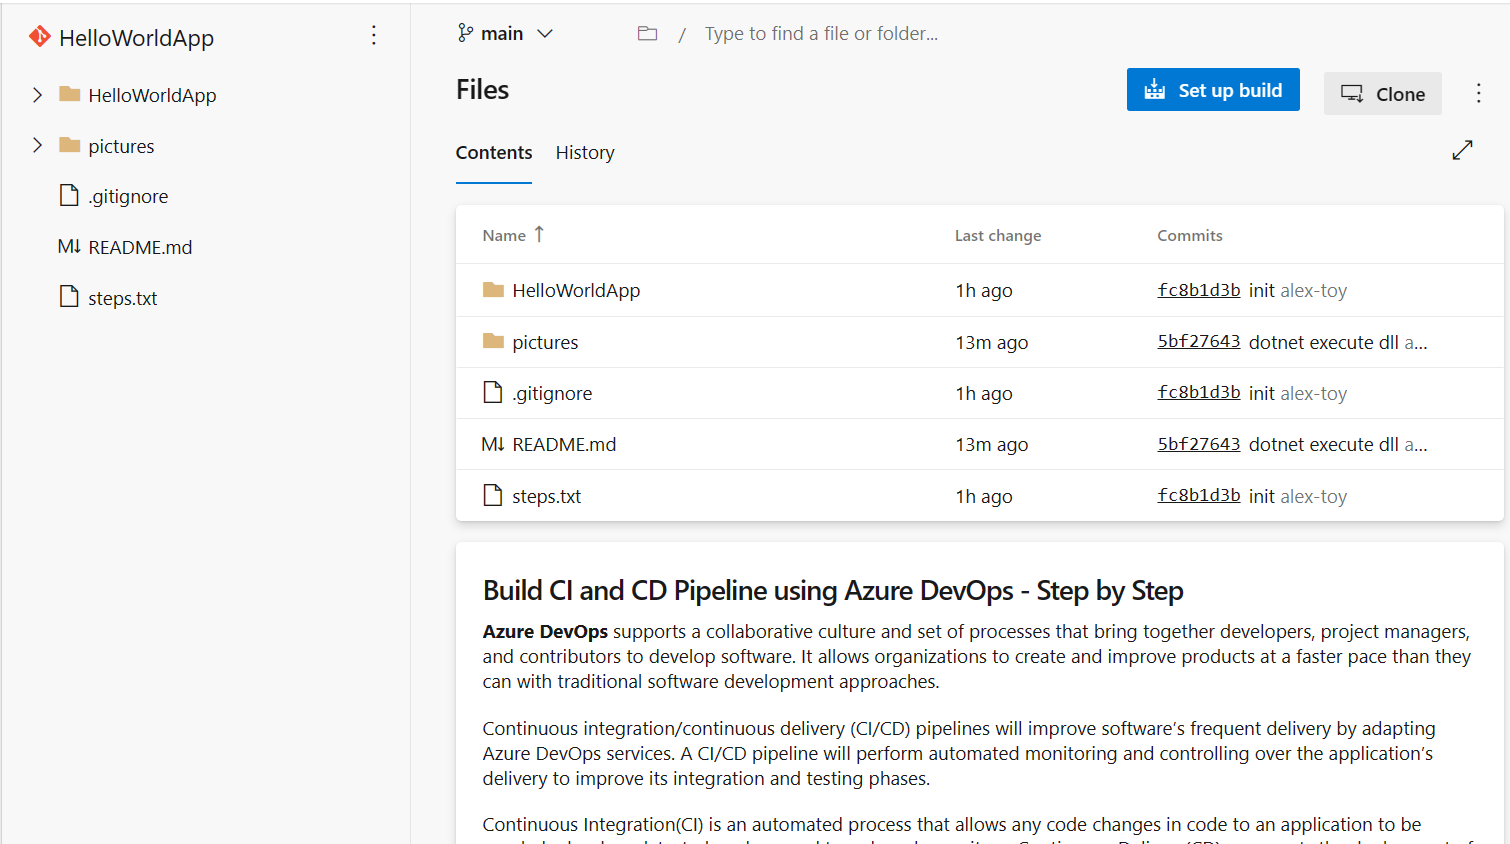 HelloWorldApp
HelloWorldApp
pictures
.gitignore
M↓ README.md
steps.txt
main
/ Type to find a file or folder...
Files
Set up build
Clone
Contents History
Name ↑ Last change Commits
HelloWorldApp 1h ago fc8b1d3b init alex-toy
pictures 13m ago 5bf27643 dotnet execute dll a...
.gitignore 1h ago fc8b1d3b init alex-toy
M↓ README.md 13m ago 5bf27643 dotnet execute dll a...
steps.txt 1h ago fc8b1d3b init alex-toy
Build CI and CD Pipeline using Azure DevOps - Step by Step
Azure DevOps supports a collaborative culture and set of processes that bring together developers, project managers,
and contributors to develop software. It allows organizations to create and improve products at a faster pace than they
can with traditional software development approaches.
Continuous integration/continuous delivery (CI/CD) pipelines will improve software’s frequent delivery by adapting
Azure DevOps services. A CI/CD pipeline will perform automated monitoring and controlling over the application’s
delivery to improve its integration and testing phases.
Continuous Integration(CI) is an automated process that allows any code changes in code to an application to be